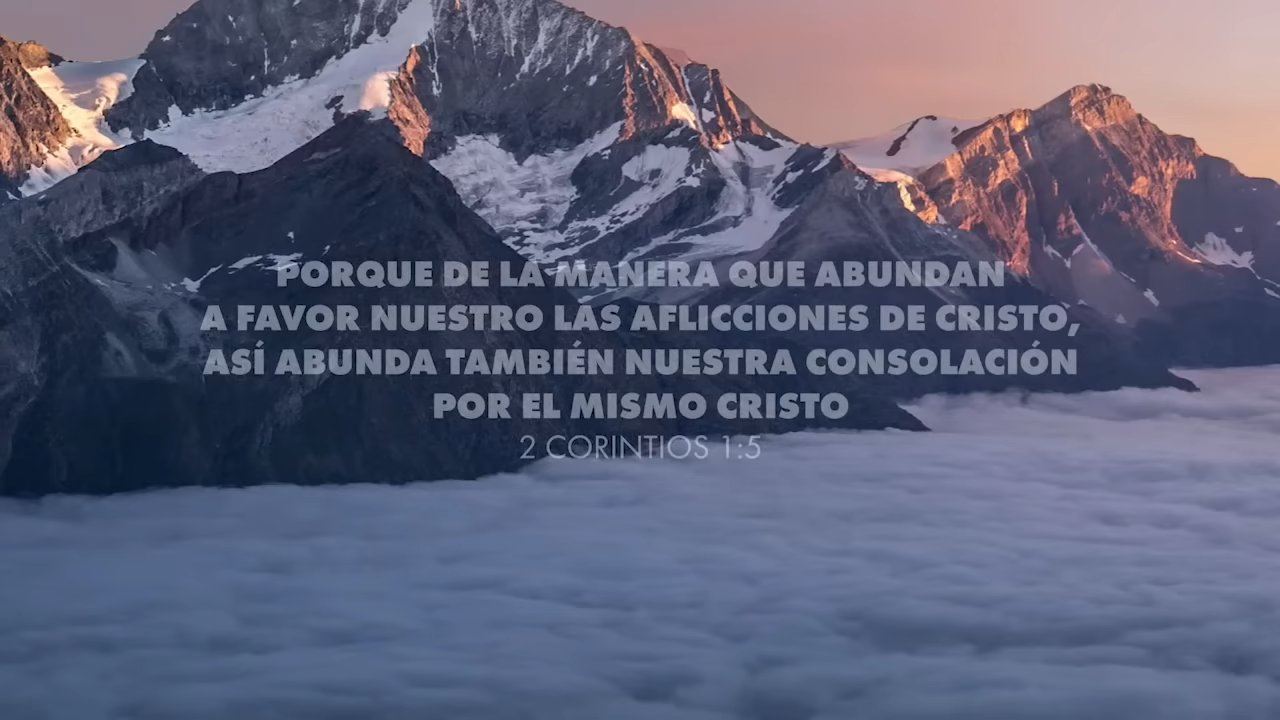 PORQUE DE LA MANERA QUE ABUNDAN
A FAVOR NUESTRO LAS AFLICCIONES DE CRISTO,
ASÍ ABUNDA TAMBIÉN NUESTRA CONSOLACIÓN
POR EL MISMO CRISTO
2 CORINTIOS 1:5